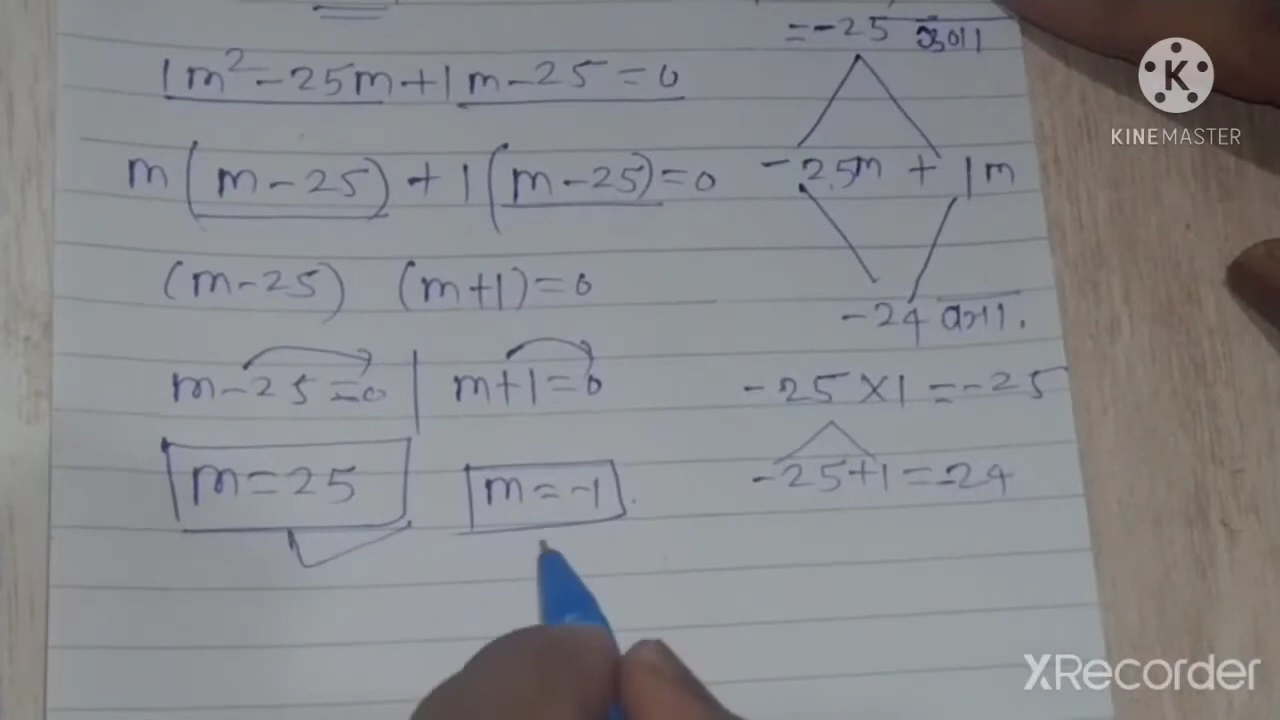 1m² - 25m + 1m - 25 = 0
m(m - 25) + 1(m - 25) = 0
(m - 25) (m + 1) = 0
m - 25 = 0 | m + 1 = 0
m = 25
m = -1.
= -25
-25m + 1m
-24
-25 × 1 = -25
-25 + 1 = -24
K
KINEMASTER
XRecorder